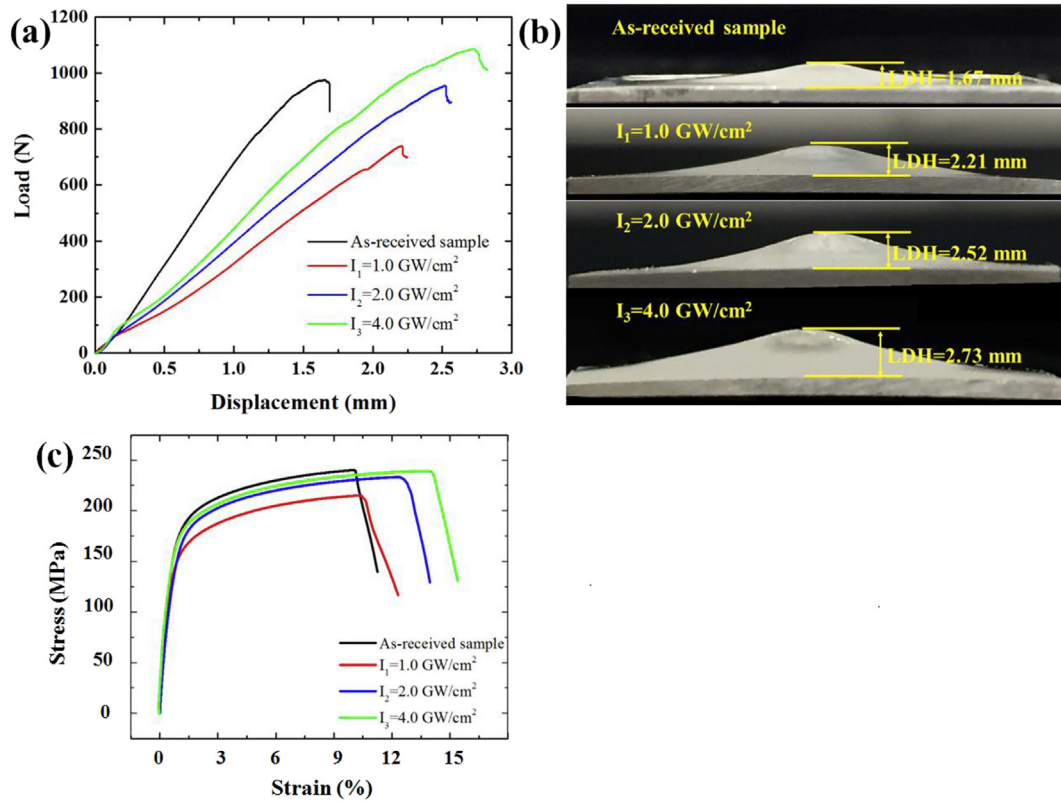 (a)
1200
1000
800
600
400
200
0
Load (N)
As-received sample
I₁=1.0 GW/cm²
I₂=2.0 GW/cm²
I₃=4.0 GW/cm²
0.0 0.5 1.0 1.5 2.0 2.5 3.0
Displacement (mm)
(b)
As-received sample
LDH=1.67 mm
I₁=1.0 GW/cm²
LDH=2.21 mm
I₂=2.0 GW/cm²
LDH=2.52 mm
I₃=4.0 GW/cm²
LDH=2.73 mm
(c)
250
200
150
100
50
0
Stress (MPa)
As-received sample
I₁=1.0 GW/cm²
I₂=2.0 GW/cm²
I₃=4.0 GW/cm²
0 3 6 9 12 15
Strain (%)